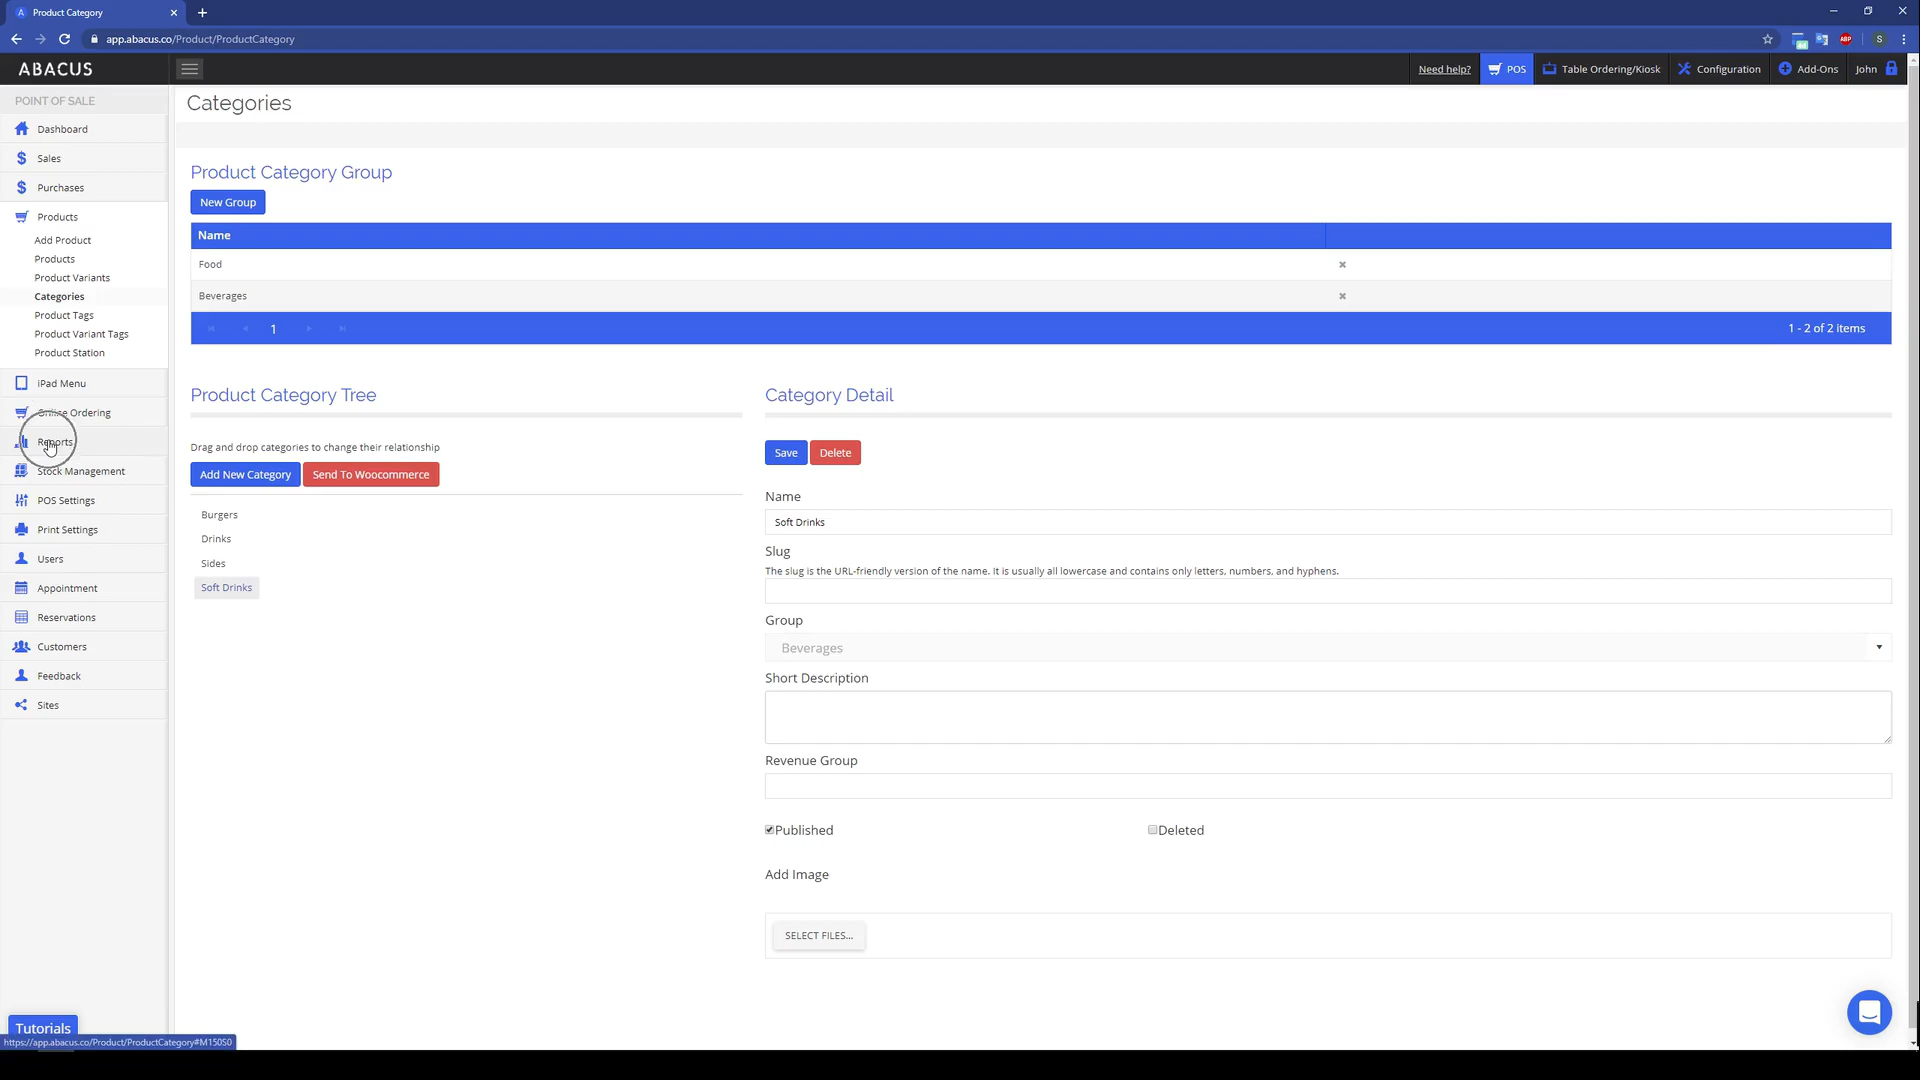 Product Category
app.abacus.co/Product/ProductCategory
S
ABACUS
Need help?
POS
Table Ordering/Kiosk
Configuration
Add-Ons
John
POINT OF SALE
Dashboard
Sales
Purchases
Products
Add Product
Products
Product Variants
Categories
Product Tags
Product Variant Tags
Product Station
iPad Menu
Online Ordering
Reports
Stock Management
POS Settings
Print Settings
Users
Appointment
Reservations
Customers
Feedback
Sites
Tutorials
https://app.abacus.co/Product/ProductCategory#M150S0
Categories
Product Category Group
New Group
Name
Food
Beverages
1
1 - 2 of 2 items
Product Category Tree
Drag and drop categories to change their relationship
Add New Category
Send To Woocommerce
Burgers
Drinks
Sides
Soft Drinks
Category Detail
Save
Delete
Name
Soft Drinks
Slug
The slug is the URL-friendly version of the name. It is usually all lowercase and contains only letters, numbers, and hyphens.
Group
Beverages
Short Description
Revenue Group
Published
Deleted
Add Image
SELECT FILES...